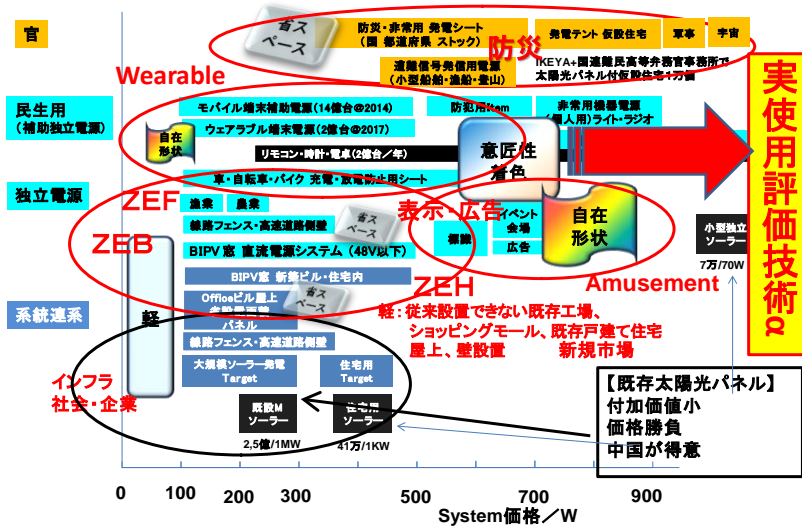 官
省ス
ペース
防災・非常用 発電シート
(国 都道府県 ストック)
発電テント 仮設住宅
軍事
宇宙
防災
遠離信号発信用電源
(小型船舶・漁船・登山)
IKEYA+国連難民高等弁務官事務所で
太陽光パネル付仮設住宅1万個
Wearable
民生用
(補助独立電源)
モバイル端末補助電源(14億台@2014)
防犯用Item
非常用機器電源
(個人用)ライト・ラジオ
ウェアラブル端末電源(2億台@2017)
自在
形状
リモコン・時計・電卓(2億台/年)
意匠性
着色
実使用評価技術α
車・自転車・バイク 充電・放電防止用シート
独立電源
ZEF
漁業
農業
表示・広告
イベント
会場
自在
形状
線路フェンス・高速道路側壁
省ス
ペース
標識
広告
小型独立
ソーラー
ZEB
BIPV窓 直流電源システム(48V以下)
7万/70W
BIPV窓 新築ビル・住宅内
ZEH
Amusement
系統連系
軽
Officeビル屋上
省ス
ペース
パネル
軽:従来設置できない既存工場、
ショッピングモール、既存戸建て住宅
屋上、壁設置 新規市場
線路フェンス・高速道路側壁
インフラ
社会・企業
大規模ソーラー発電
Target
住宅用
Target
既設M
ソーラー
住宅用
ソーラー
2,5億/1MW
41万/1KW
【既存太陽光パネル】
付加価値小
価格勝負
中国が得意
0
100
200
300
500
700
900
System価格/W